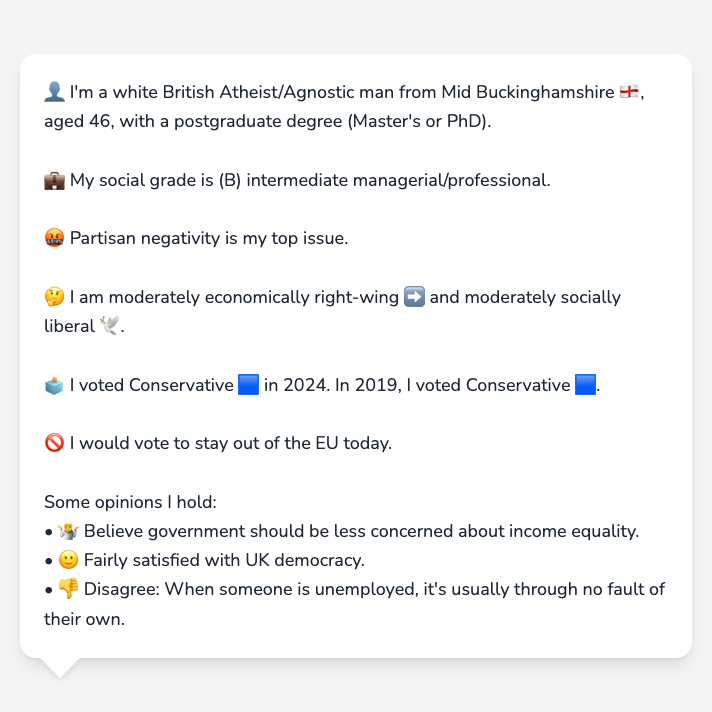 👤 I'm a white British Atheist/Agnostic man from Mid Buckinghamshire 🏴󠁧󠁢󠁥󠁮󠁧󠁿,
aged 46, with a postgraduate degree (Master's or PhD).
💼 My social grade is (B) intermediate managerial/professional.
🤬 Partisan negativity is my top issue.
🤔 I am moderately economically right-wing ➡️ and moderately socially
liberal 🕊️.
🗳️ I voted Conservative 🟦 in 2024. In 2019, I voted Conservative 🟦.
🚫 I would vote to stay out of the EU today.
Some opinions I hold:
• 🤷 Believe government should be less concerned about income equality.
• 🙂 Fairly satisfied with UK democracy.
• 👎 Disagree: When someone is unemployed, it's usually through no fault of
their own.